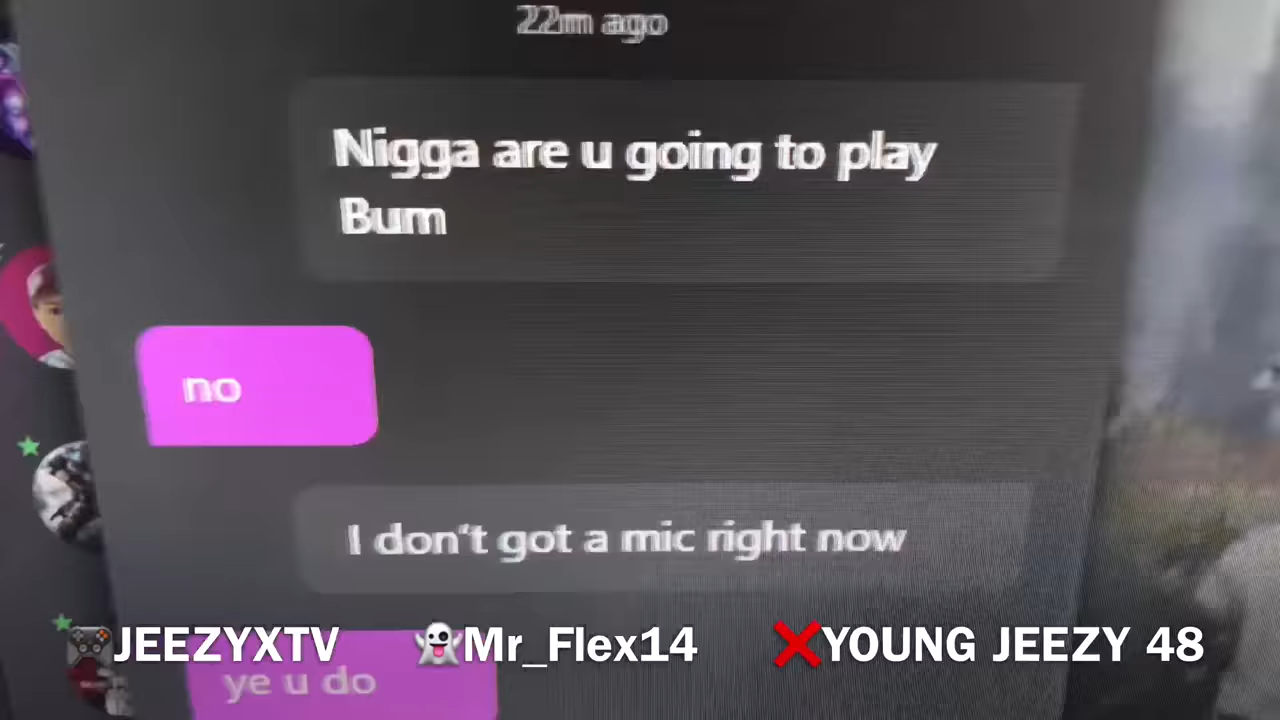 22m ago
Nigga are u going to play
Bum
no
I don't got a mic right now
JEEZYXTV Mr_Flex14 YOUNG JEEZY 48
ye u do